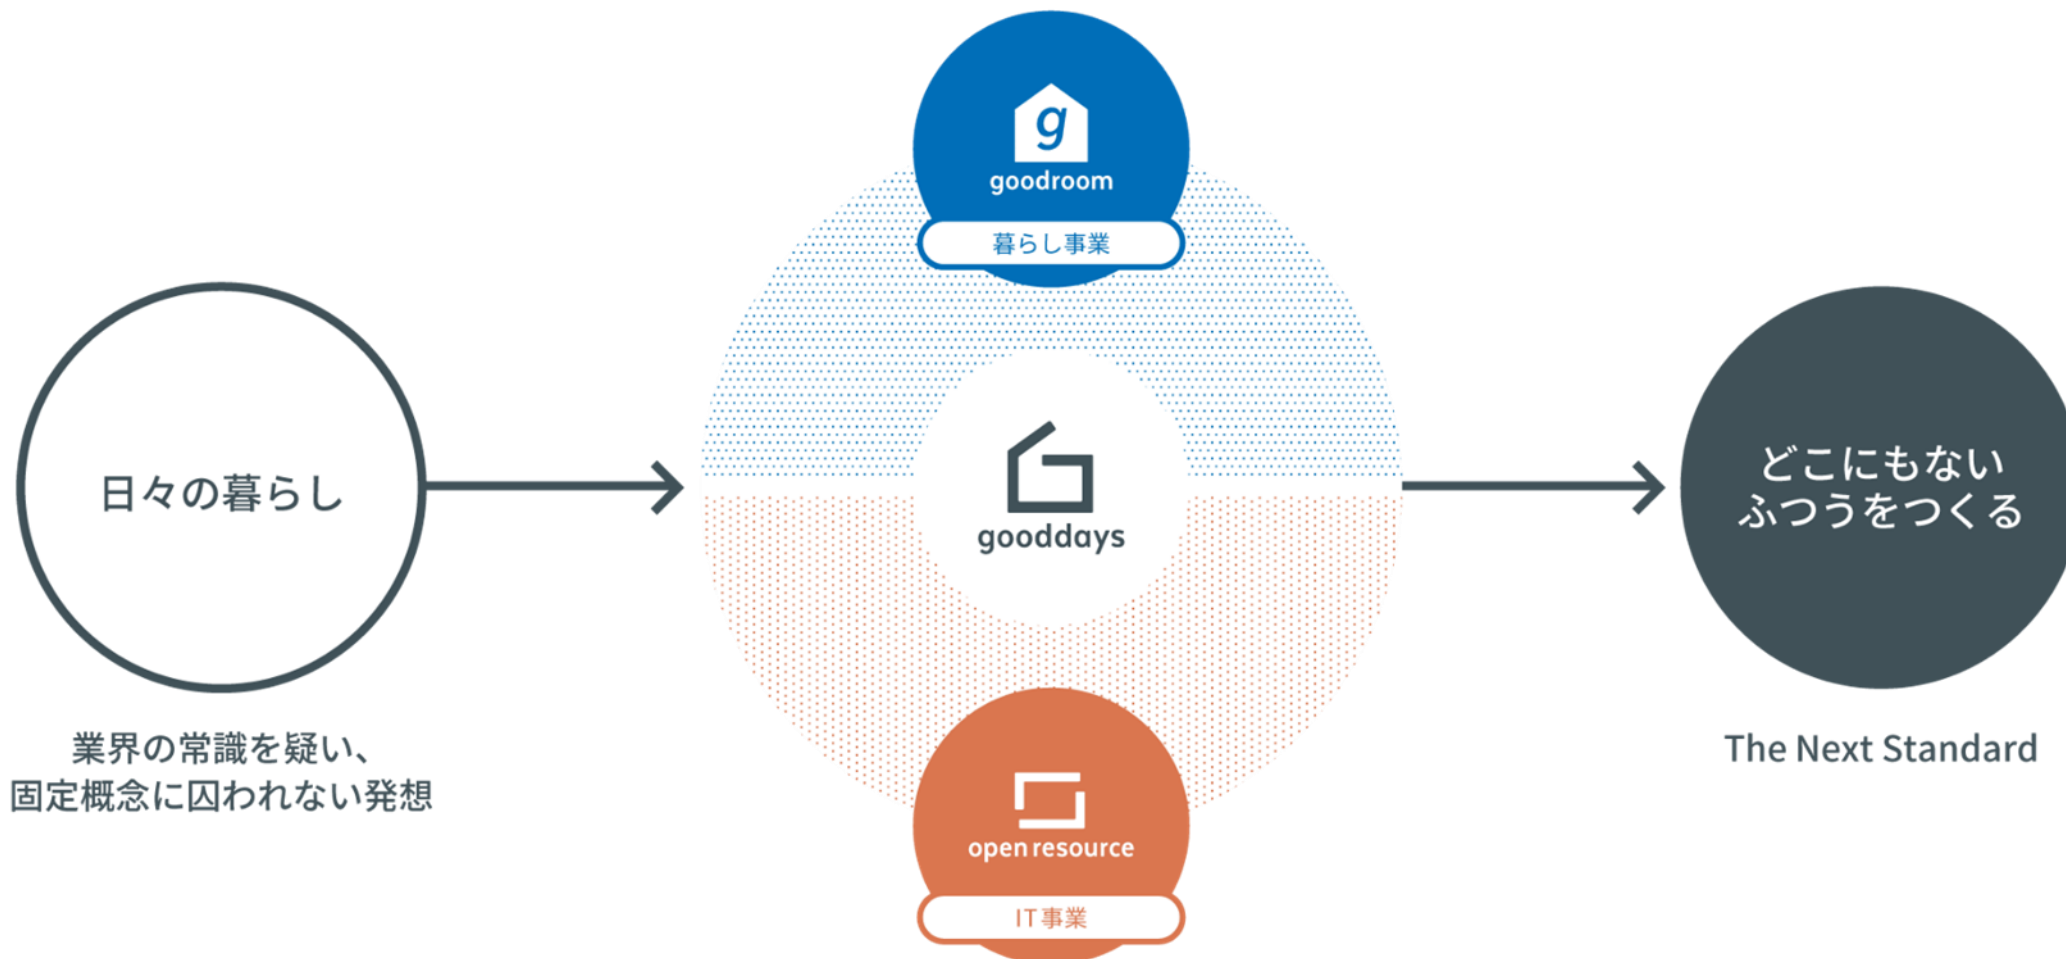 日々の暮らし
業界の常識を疑い、
固定概念に囚われない発想
g
goodroom
暮らし事業
gooddays
open resource
IT事業
どこにもない
ふつうをつくる
The Next Standard